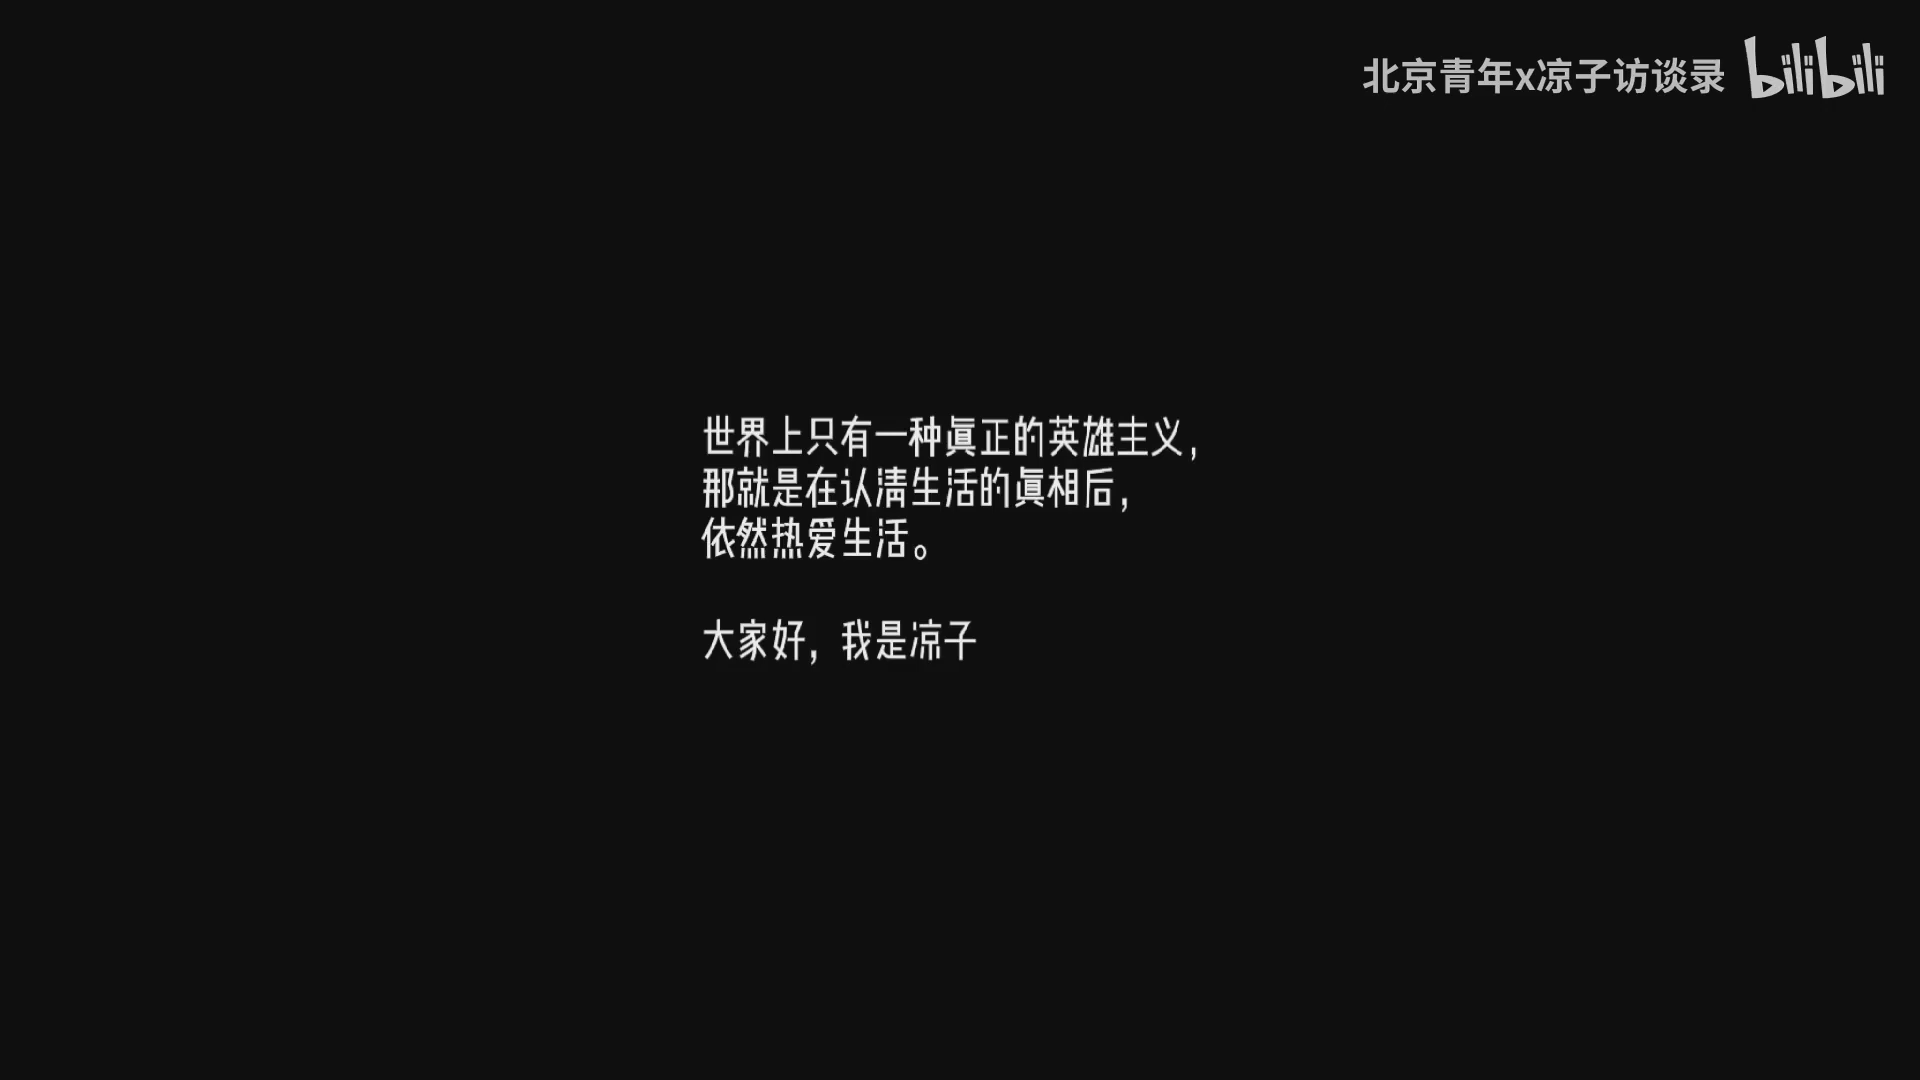 北京青年x凉子访谈录 bilibili
世界上只有一种真正的英雄主义,
那就是在认清生活的真相后,
依然热爱生活。
大家好, 我是凉子